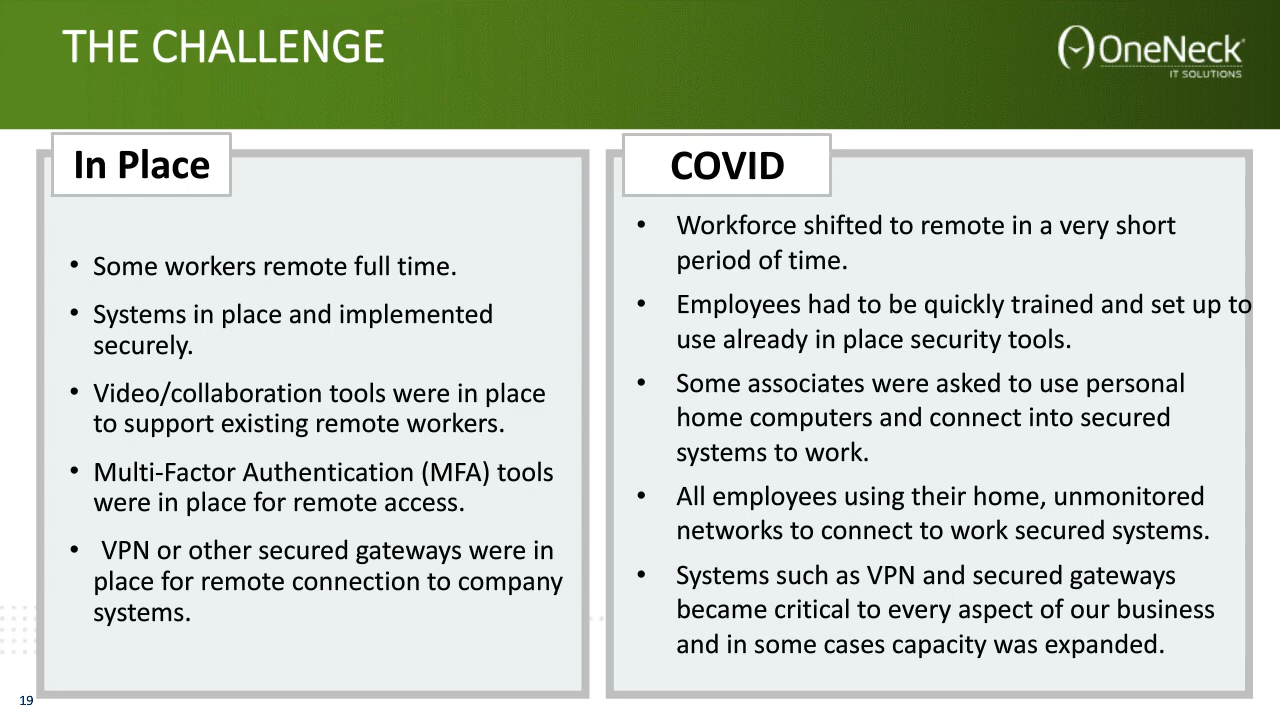 THE CHALLENGE
OneNeck
IT SOLUTIONS
In Place
• Some workers remote full time.
• Systems in place and implemented
securely.
• Video/collaboration tools were in place
to support existing remote workers.
• Multi-Factor Authentication (MFA) tools
were in place for remote access.
• VPN or other secured gateways were in
place for remote connection to company
systems.
COVID
• Workforce shifted to remote in a very short
period of time.
• Employees had to be quickly trained and set up to
use already in place security tools.
• Some associates were asked to use personal
home computers and connect into secured
systems to work.
• All employees using their home, unmonitored
networks to connect to work secured systems.
• Systems such as VPN and secured gateways
became critical to every aspect of our business
and in some cases capacity was expanded.
19